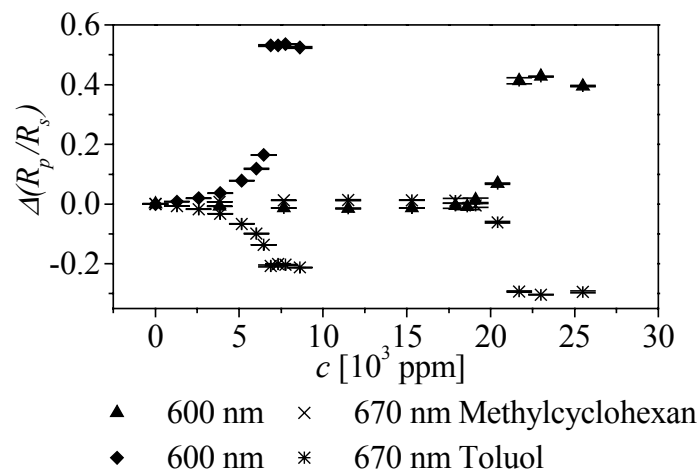 0.6
0.4
0.2
0.0
-0.2
Δ(Rp/Rs)
0 5 10 15 20 25 30
c [10³ ppm]
600 nm 670 nm Methylcyclohexan
600 nm 670 nm Toluol